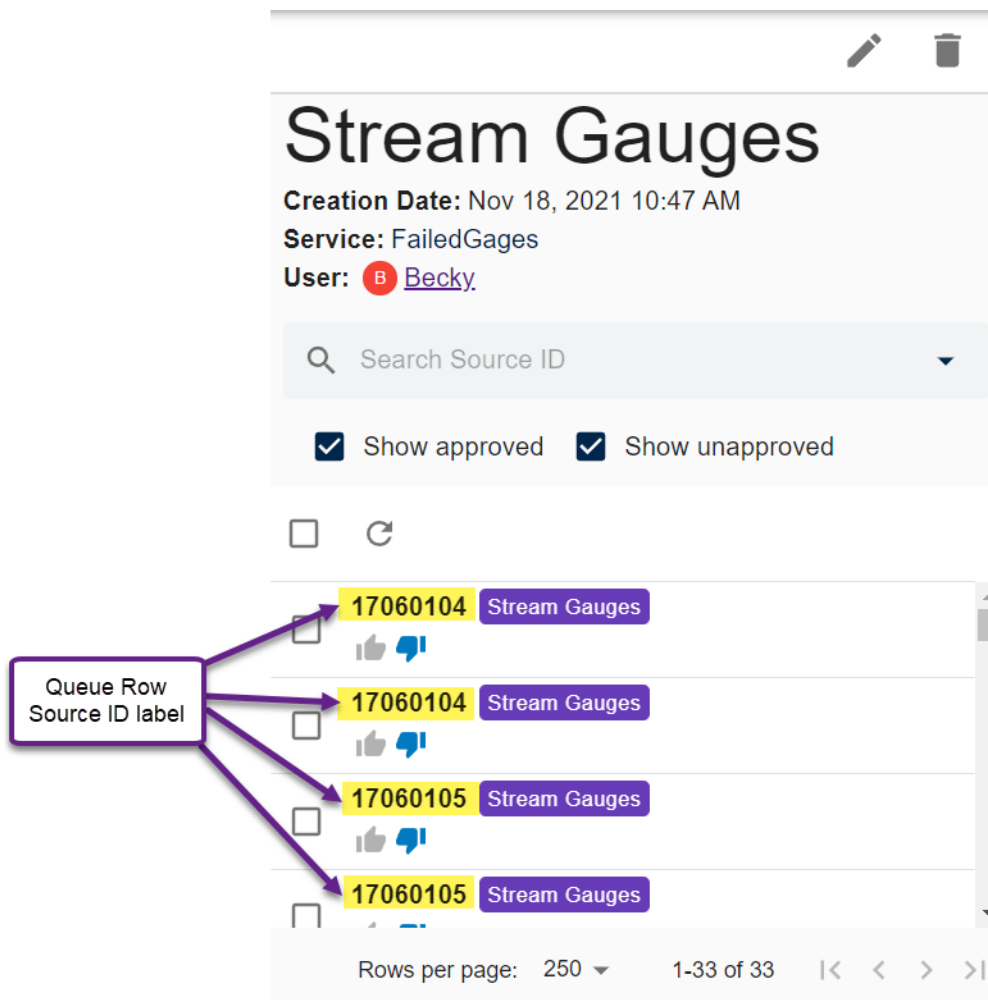 Stream Gauges
Creation Date: Nov 18, 2021 10:47 AM
Service: FailedGages
User: B Becky
Search Source ID
Show approved Show unapproved
17060104 Stream Gauges
17060104 Stream Gauges
Queue Row
Source ID label
17060105 Stream Gauges
17060105 Stream Gauges
Rows per page: 250 1-33 of 33